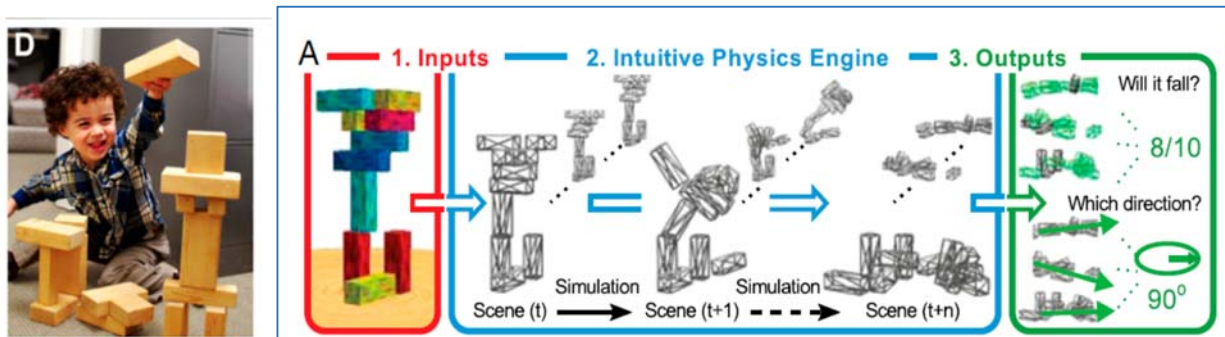 D
A
1. Inputs
2. Intuitive Physics Engine
3. Outputs
Will it fall?
8/10
Which direction?
90º
Simulation
Simulation
Scene (t)
Scene (t+1)
Scene (t+n)